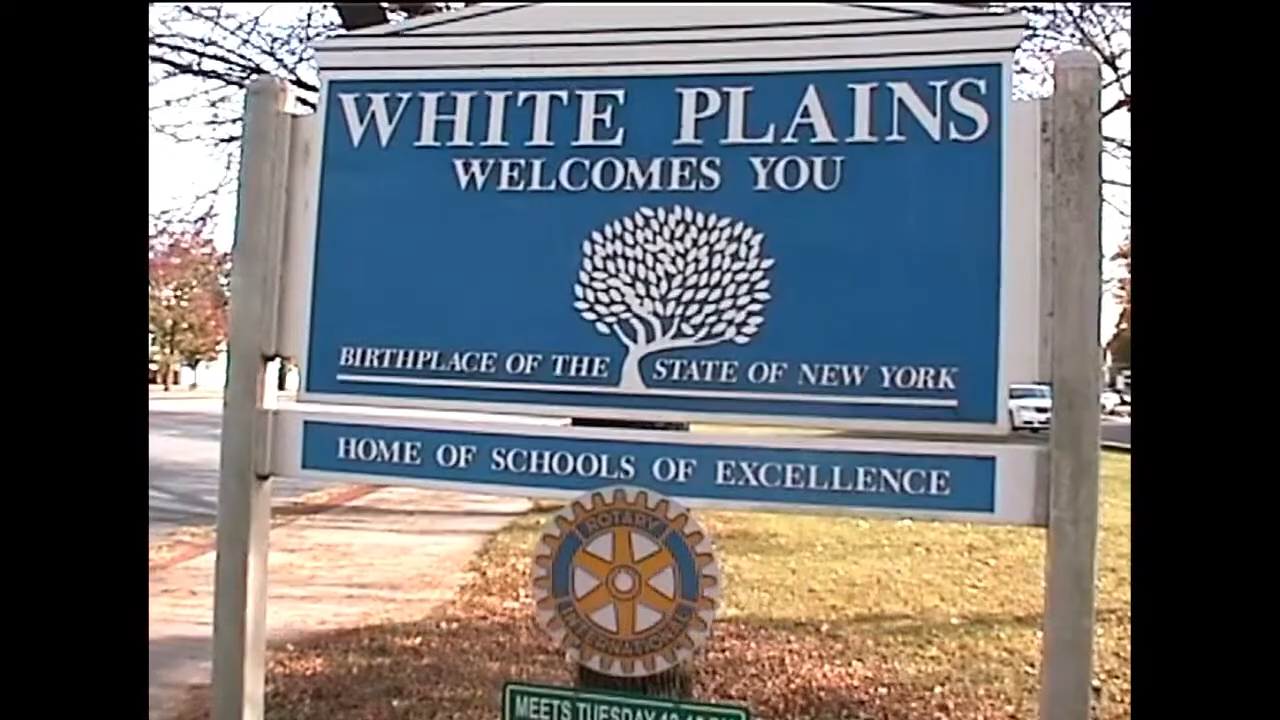 WHITE PLAINS
WELCOMES YOU
BIRTHPLACE OF THE STATE OF NEW YORK
HOME OF SCHOOLS OF EXCELLENCE
ROTARY
INTERNATIONAL
MEETS TUESDAY